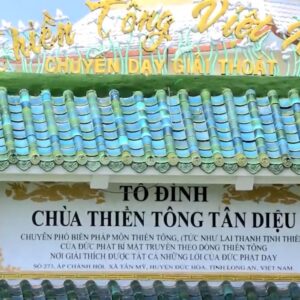 Thiền Tông Việt
CHUYÊN DẠY GIẢI THOÁT
TỔ ĐÌNH
CHÙA THIỀN TÔNG TÂN DIỆU
CHUYÊN PHỔ BIẾN PHÁP MÔN THIỀN TÔNG, (TỨC NHƯ LAI THANH TỊNH THIỀN
CỦA ĐỨC PHẬT BÍ MẬT TRUYỀN THEO DÒNG THIỀN TÔNG
NƠI GIẢI THÍCH ĐƯỢC TẤT CẢ NHỮNG LỜI CỦA ĐỨC PHẬT DẠY
SỐ 273, ẤP CHÁNH HỘI, XÃ TÂN MỸ, HUYỆN ĐỨC HÒA, TỈNH LONG AN, VIỆT NAM